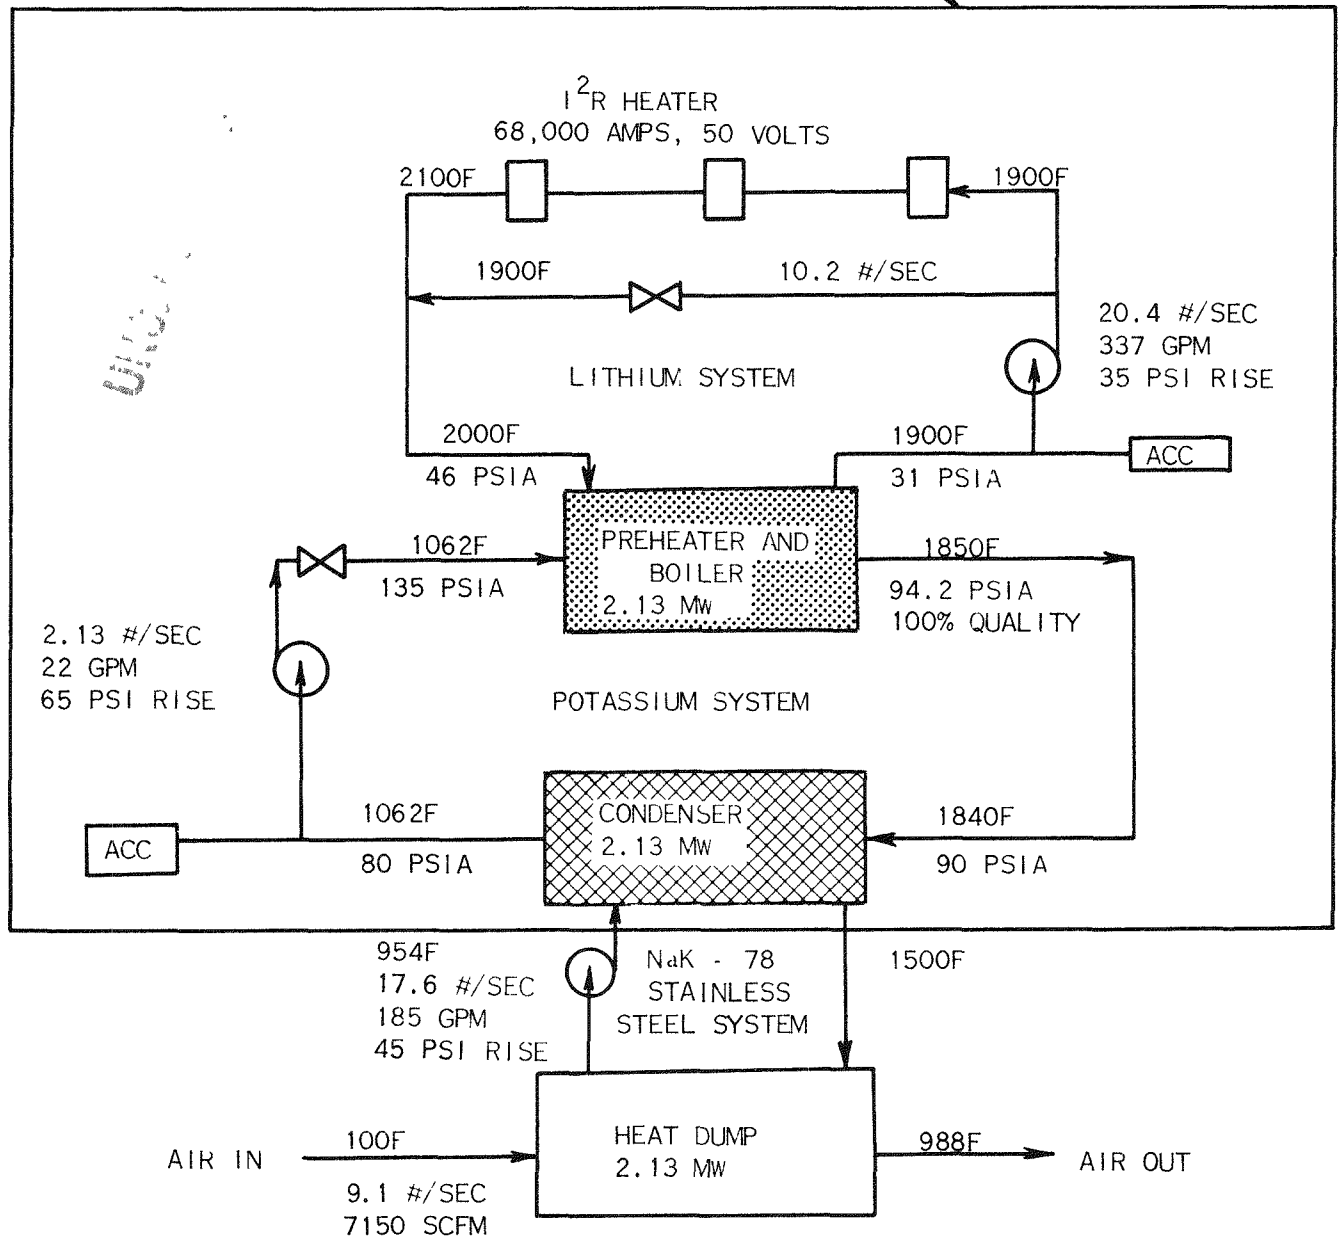 I²R HEATER
68,000 AMPS, 50 VOLTS
2100F
1900F
1900F
10.2 #/SEC
20.4 #/SEC
337 GPM
35 PSI RISE
LITHIUM SYSTEM
2000F
46 PSIA
1900F
31 PSIA
ACC
PREHEATER AND
BOILER
2.13 Mw
1062F
135 PSIA
1850F
94.2 PSIA
100% QUALITY
2.13 #/SEC
22 GPM
65 PSI RISE
POTASSIUM SYSTEM
CONDENSER
2.13 Mw
1062F
80 PSIA
ACC
1840F
90 PSIA
954F
17.6 #/SEC
185 GPM
45 PSI RISE
NaK - 78
STAINLESS
STEEL SYSTEM
1500F
HEAT DUMP
2.13 Mw
AIR IN
100F
9.1 #/SEC
7150 SCFM
988F
AIR OUT